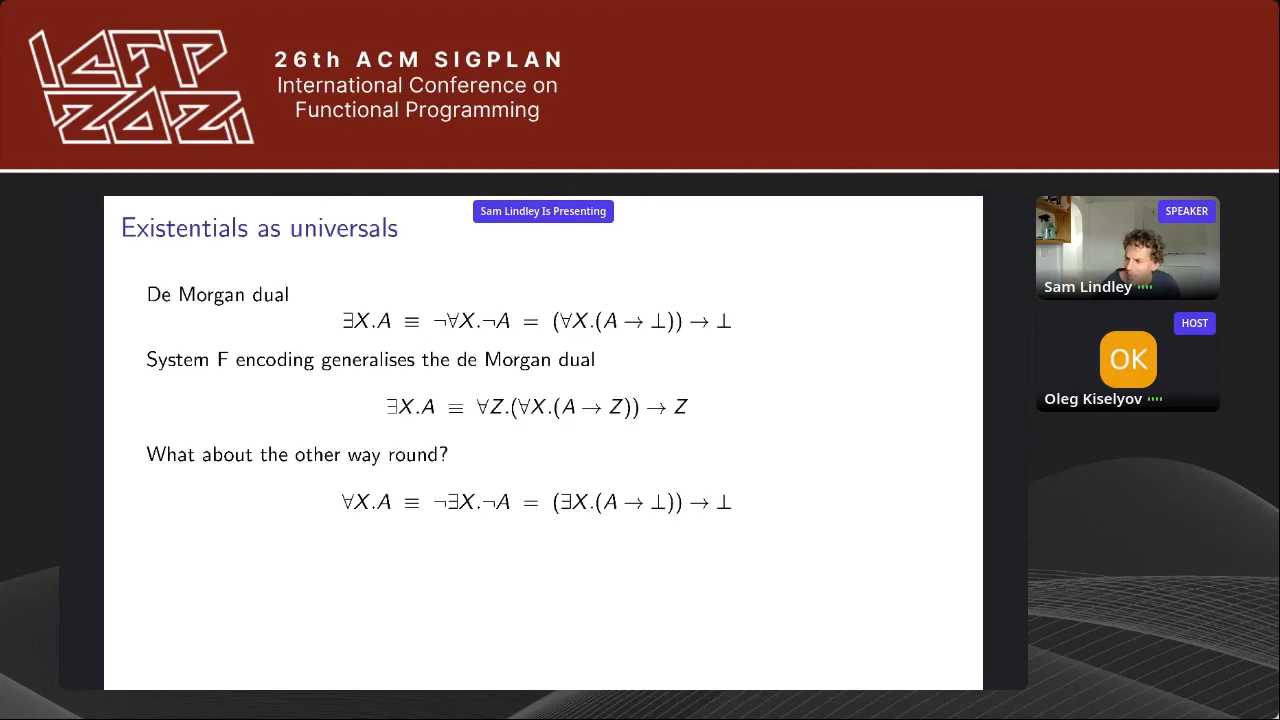 ICFP
2021
26th ACM SIGPLAN
International Conference on
Functional Programming
Sam Lindley Is Presenting
Existentials as universals
De Morgan dual
∃X.A ≡ ¬∀X.¬A = (∀X.(A → ⊥)) → ⊥
System F encoding generalises the de Morgan dual
∃X.A ≡ ∀Z.(∀X.(A → Z)) → Z
What about the other way round?
∀X.A ≡ ¬∃X.¬A = (∃X.(A → ⊥)) → ⊥
SPEAKER
Sam Lindley
HOST
OK
Oleg Kiselyov